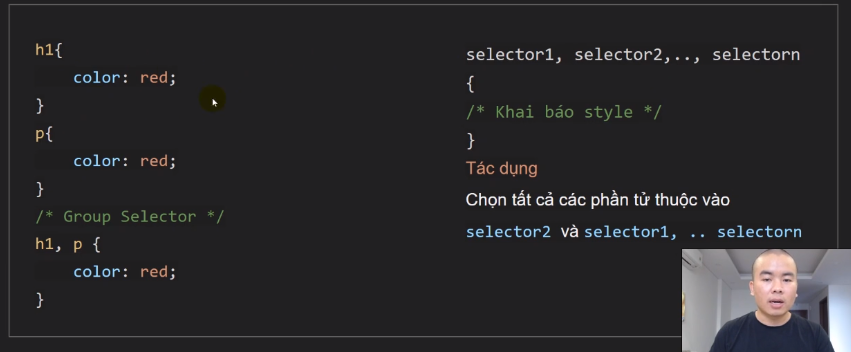 h1{
color: red;
}
p{
color: red;
}
/* Group Selector */
h1, p {
color: red;
}
selector1, selector2,.., selectorn
{
/* Khai báo style */
}
Tác dụng
Chọn tất cả các phần tử thuộc vào
selector2 và selector1, .. selectorn